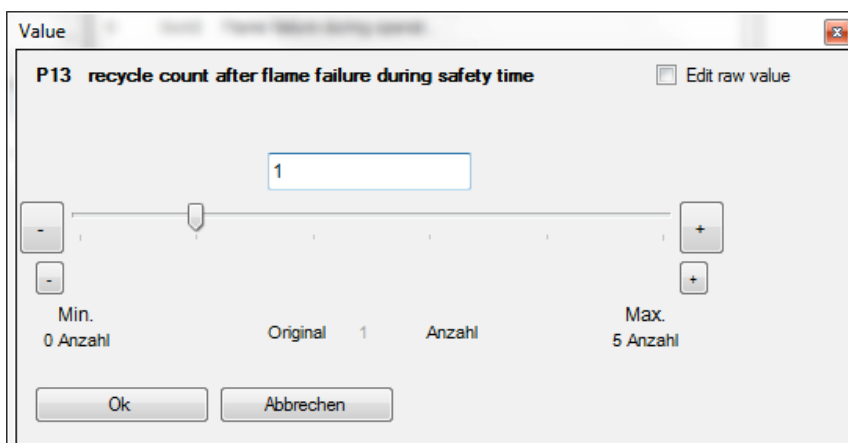 Value
P13 recycle count after flame failure during safety time
Edit raw value
1
- +
- +
Min. Max.
0 Anzahl Original 1 Anzahl 5 Anzahl
Ok Abbrechen